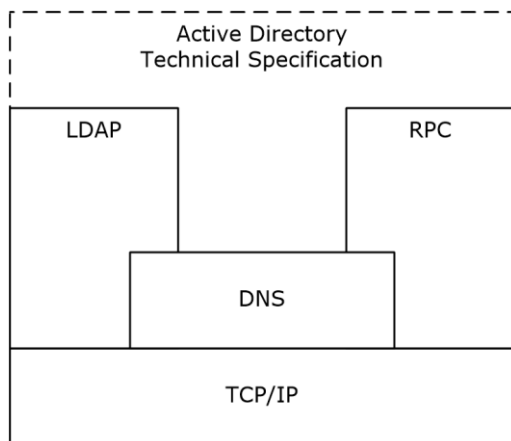 Active Directory
Technical Specification
LDAP
RPC
DNS
TCP/IP